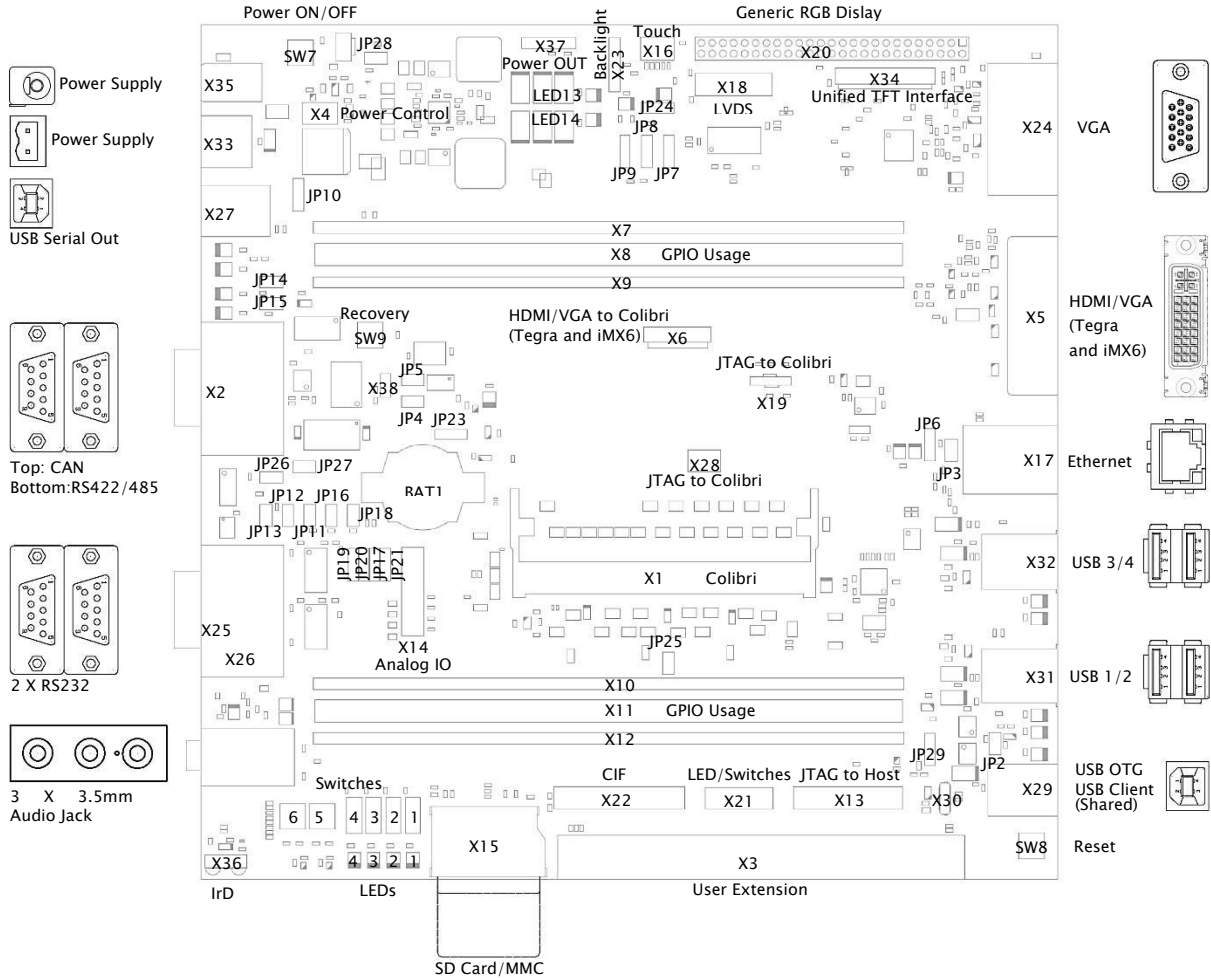 Power ON/OFF
Generic RGB Dislay
Power Supply
Power Supply
USB Serial Out
Top: CAN
Bottom:RS422/485
2 X RS232
3 X 3.5mm
Audio Jack
SW7
JP28
X37
Power OUT
Backlight
X23
Touch
X16
X20
X35
X4
Power Control
LED13
LED14
JP24
X18
LVDS
X34
Unified TFT Interface
X33
JP8
JP9
JP7
X24
VGA
JP10
X27
X7
X8 GPIO Usage
X9
JP14
JP15
Recovery
SW9
HDMI/VGA to Colibri
(Tegra and iMX6)
X6
X5
HDMI/VGA
(Tegra
and iMX6)
JTAG to Colibri
X19
X2
JP5
X38
JP4
JP23
JP6
JP3
X17
Ethernet
JP26
JP27
BAT1
X28
JTAG to Colibri
JP12
JP16
JP18
JP13
JP11
JP19
JP20
JP17
JP21
X1 Colibri
X32
USB 3/4
X25
X26
X14
Analog IO
JP25
X31
USB 1/2
X10
X11 GPIO Usage
X12
JP29
JP2
Switches
6 5 4 3 2 1
CIF
X22
LED/Switches
X21
JTAG to Host
X13
X30
X29
USB OTG
USB Client
(Shared)
X36
IrD
4 3 2 1
LEDs
X15
SD Card/MMC
X3
User Extension
SW8
Reset